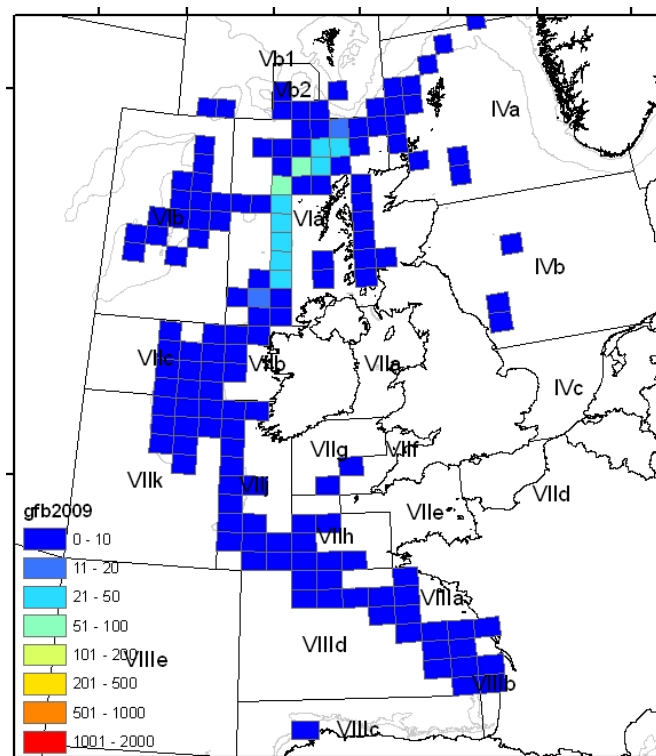 Vb1
Vb2
IVa
VIb
VIa
IVb
VIIc
VIIb
VIIa
IVc
VIIg
VIIf
VIIk
VIIj
VIIe
VIId
gfb2009
VIIh
0 - 10
11 - 20
21 - 50
VIIIa
51 - 100
VIIId
101 - 200
VIIIe
201 - 500
VIIIb
501 - 1000
VIIIc
1001 - 2000